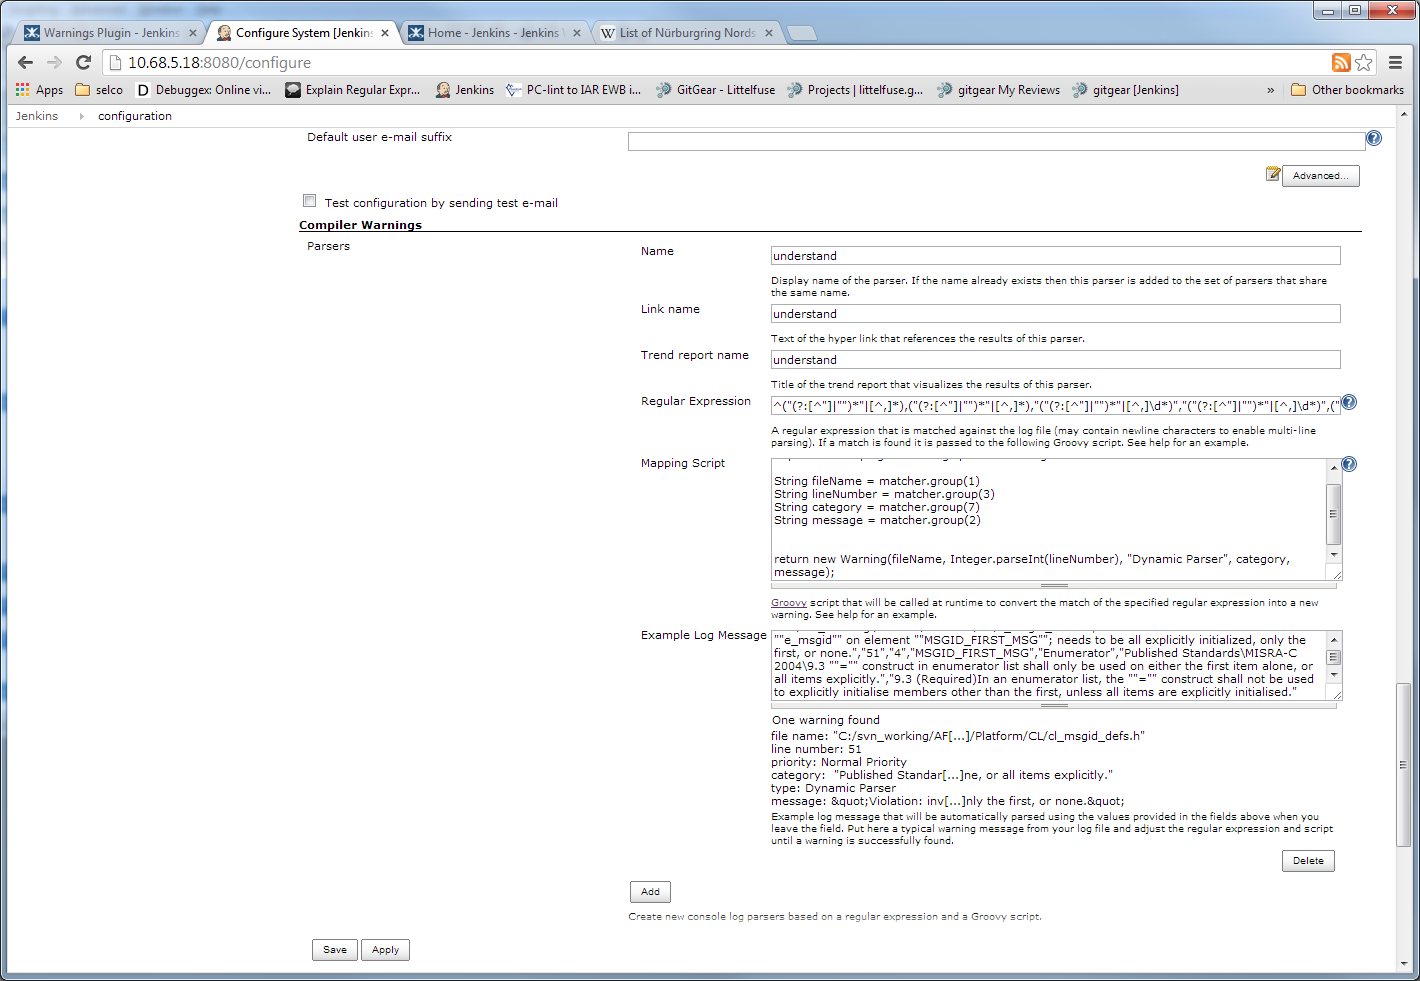 Warnings Plugin - Jenkins
Configure System [Jenkin
Home - Jenkins - Jenkins
List of Nürburgring Nords
10.68.5.18:8080/configure
Apps
selco
Debuggex: Online vi...
Explain Regular Expr...
Jenkins
PC-lint to IAR EWB i...
GitGear - Littelfuse
Projects | littelfuse.g...
gitgear My Reviews
gitgear [Jenkins]
»
Other bookmarks
Jenkins
configuration
Default user e-mail suffix
Advanced...
Test configuration by sending test e-mail
Compiler Warnings
Parsers
Name
understand
Display name of the parser. If the name already exists then this parser is added to the set of parsers that share
the same name.
Link name
understand
Text of the hyper link that references the results of this parser.
Trend report name
understand
Title of the trend report that visualizes the results of this parser.
Regular Expression
^("(?:[^"]|"")*"|[^,]*),("(?:[^"]|"")*"|[^,]*),"("(?:[^"]|"")*"|[^,]\d*)","("(?:[^"]|"")*"|[^,]\d*)",("
A regular expression that is matched against the log file (may contain newline characters to enable multi-line
parsing). If a match is found it is passed to the following Groovy script. See help for an example.
Mapping Script
String fileName = matcher.group(1)
String lineNumber = matcher.group(3)
String category = matcher.group(7)
String message = matcher.group(2)
return new Warning(fileName, Integer.parseInt(lineNumber), "Dynamic Parser", category,
message);
Groovy script that will be called at runtime to convert the match of the specified regular expression into a new
warning. See help for an example.
Example Log Message
""e_msgid"" on element ""MSGID_FIRST_MSG""; needs to be all explicitly initialized, only the
first, or none.","51","4","MSGID_FIRST_MSG","Enumerator","Published Standards\MISRA-C
2004\9.3 ""="" construct in enumerator list shall only be used on either the first item alone, or
all items explicitly.","9.3 (Required)In an enumerator list, the ""="" construct shall not be used
to explicitly initialise members other than the first, unless all items are explicitly initialised."
One warning found
file name: "C:/svn_working/AF[...]/Platform/CL/cl_msgid_defs.h"
line number: 51
priority: Normal Priority
category: "Published Standar[...]ne, or all items explicitly."
type: Dynamic Parser
message: &quot;Violation: inv[...]nly the first, or none.&quot;
Example log message that will be automatically parsed using the values provided in the fields above when you
leave the field. Put here a typical warning message from your log file and adjust the regular expression and script
until a warning is successfully found.
Delete
Add
Create new console log parsers based on a regular expression and a Groovy script.
Save
Apply